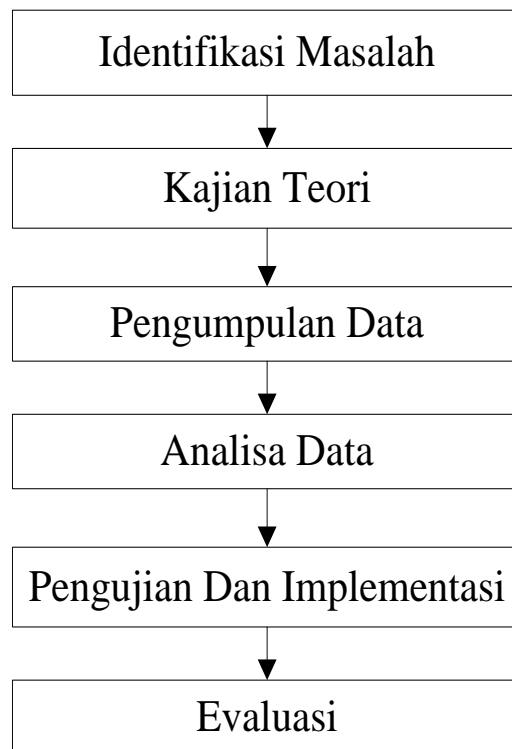 Identifikasi Masalah
Kajian Teori
Pengumpulan Data
Analisa Data
Pengujian Dan Implementasi
Evaluasi